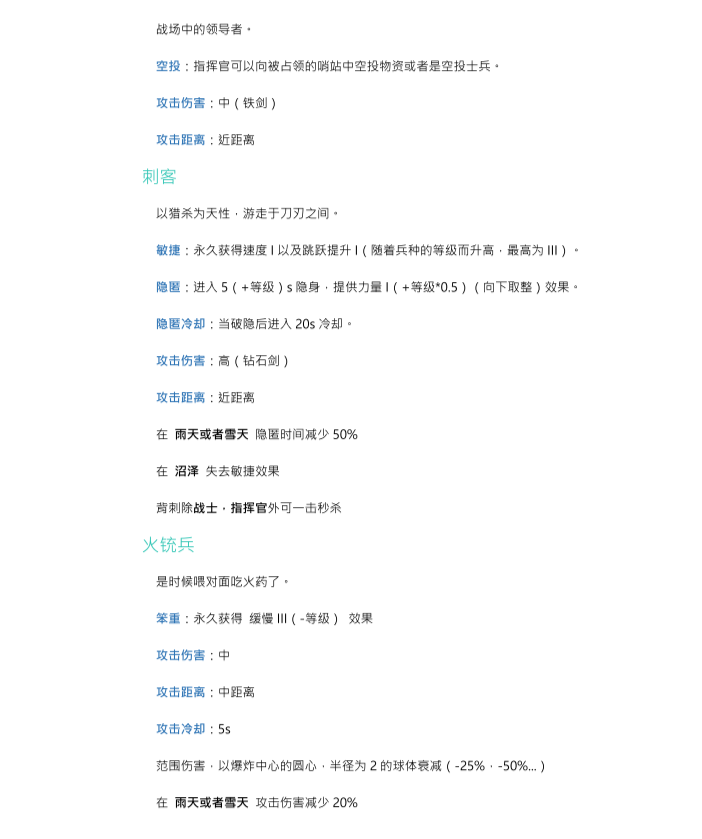 战场中的领导者。
空投：指挥官可以向被占领的哨站中空投物资或者是空投士兵。
攻击伤害：中（铁剑）
攻击距离：近距离
刺客
以猎杀为天性，游走于刀刃之间。
敏捷：永久获得速度 I 以及跳跃提升 I（随着兵种的等级而升高，最高为 III）。
隐匿：进入 5（+等级）s 隐身，提供力量 I（+等级*0.5）（向下取整）效果。
隐匿冷却：当破隐后进入 20s 冷却。
攻击伤害：高（钻石剑）
攻击距离：近距离
在 雨天或者雪天 隐匿时间减少 50%
在 沼泽 失去敏捷效果
背刺除战士，指挥官外可一击秒杀
火铳兵
是时候喂对面吃火药了。
笨重：永久获得 缓慢 III（-等级） 效果
攻击伤害：中
攻击距离：中距离
攻击冷却：5s
范围伤害，以爆炸中心的圆心，半径为 2 的球体衰减（-25%，-50%...）
在 雨天或者雪天 攻击伤害减少 20%